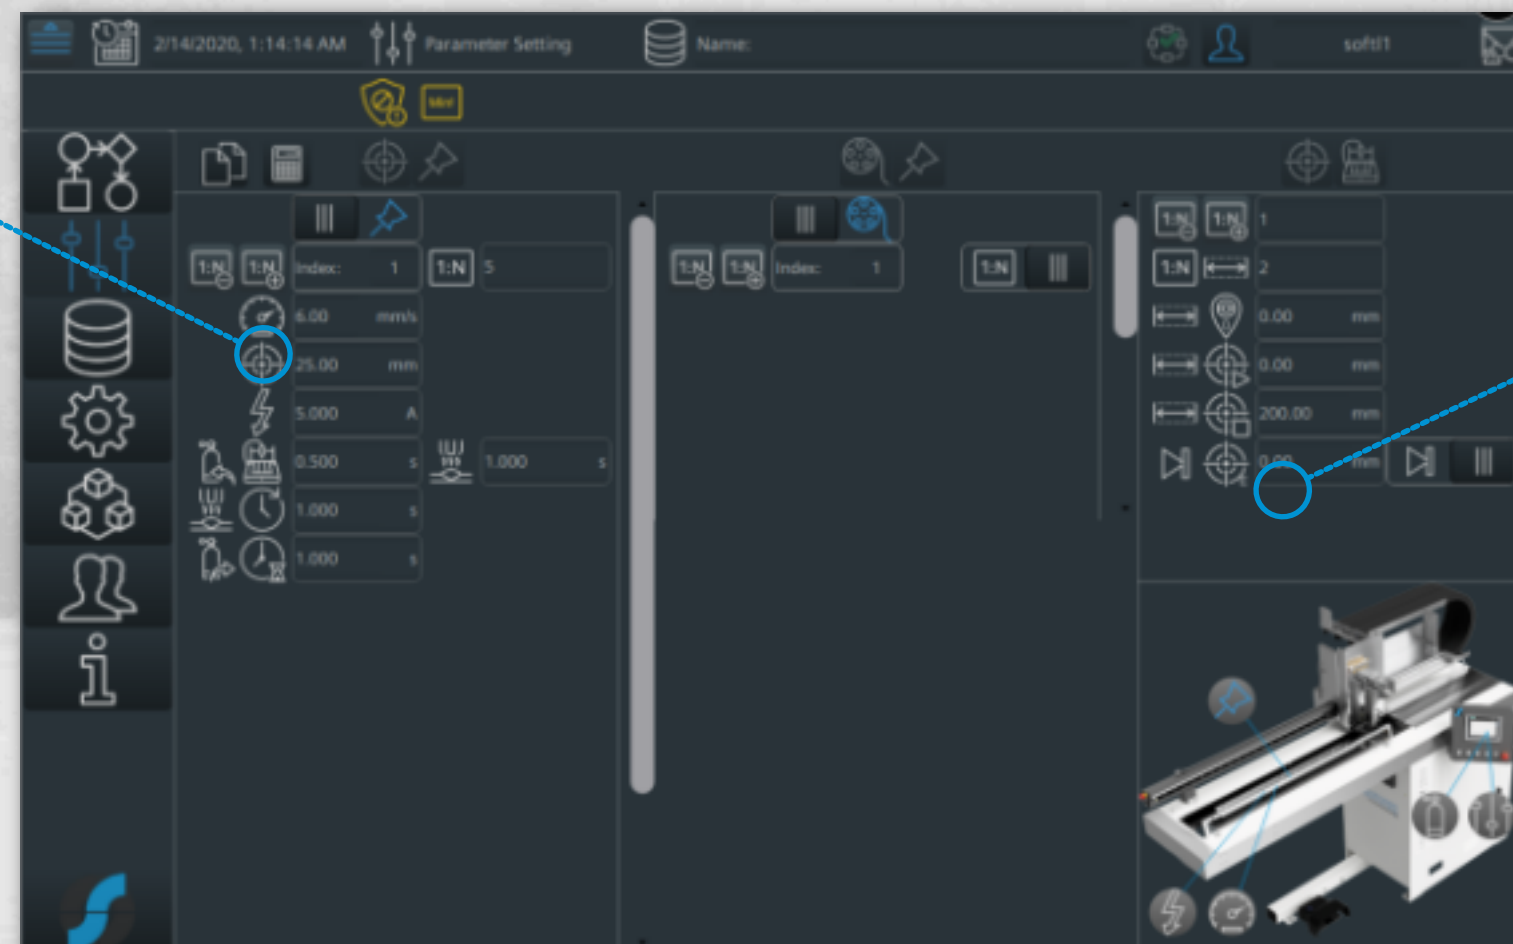 2/14/2020, 1:14:14 AM Parameter Setting Name: softl1
1:N 1:N Index: 1 1:N 5
6.00 mm/s
25.00 mm
5.000 A
0.500 s 1.000 s
1.000 s
1.000 s
1:N 1:N Index: 1 1:N
1:N 1:N 1
1:N 2
0.00 mm
0.00 mm
200.00 mm
0.00 mm